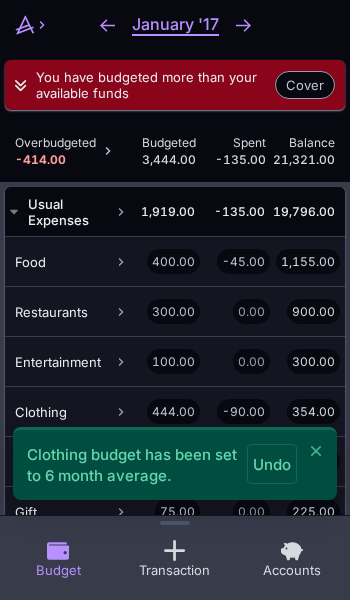 January '17
You have budgeted more than your
available funds
Cover
Overbudgeted Budgeted Spent Balance
-414.00 3,444.00 -135.00 21,321.00
Usual
Expenses 1,919.00 -135.00 19,796.00
Food 400.00 -45.00 1,155.00
Restaurants 300.00 0.00 900.00
Entertainment 100.00 0.00 300.00
Clothing 444.00 -90.00 354.00
Clothing budget has been set
to 6 month average.
Undo
Gift 75.00 0.00 225.00
Budget Transaction Accounts